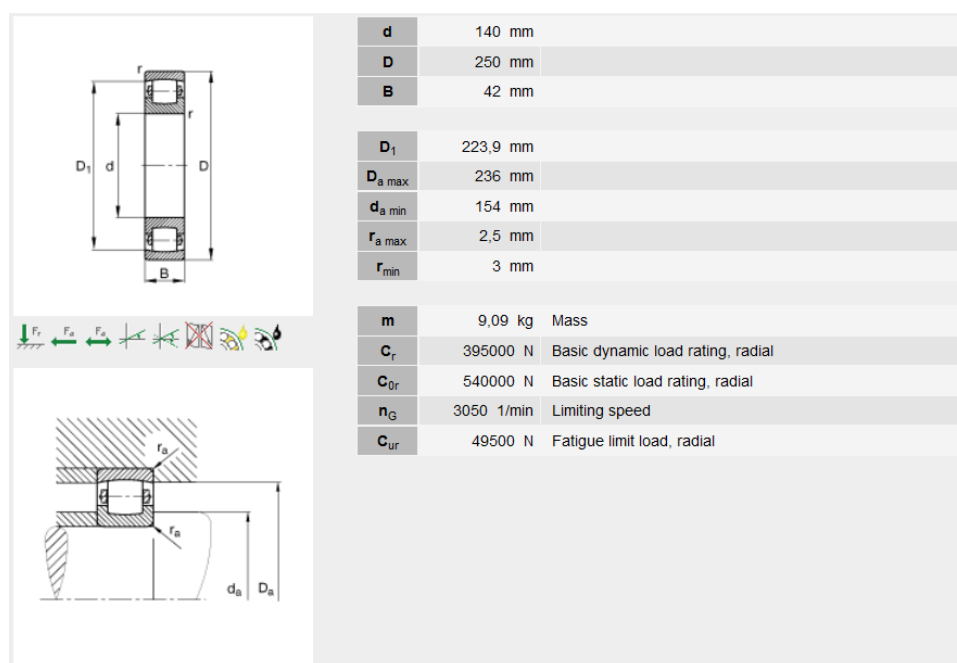 r
r
D1
d
D
B
Fr
Fa
Fa
ra
ra
da
Da
d 140 mm
D 250 mm
B 42 mm
D1 223,9 mm
Da max 236 mm
da min 154 mm
ra max 2,5 mm
rmin 3 mm
m 9,09 kg Mass
Cr 395000 N Basic dynamic load rating, radial
C0r 540000 N Basic static load rating, radial
nG 3050 1/min Limiting speed
Cur 49500 N Fatigue limit load, radial